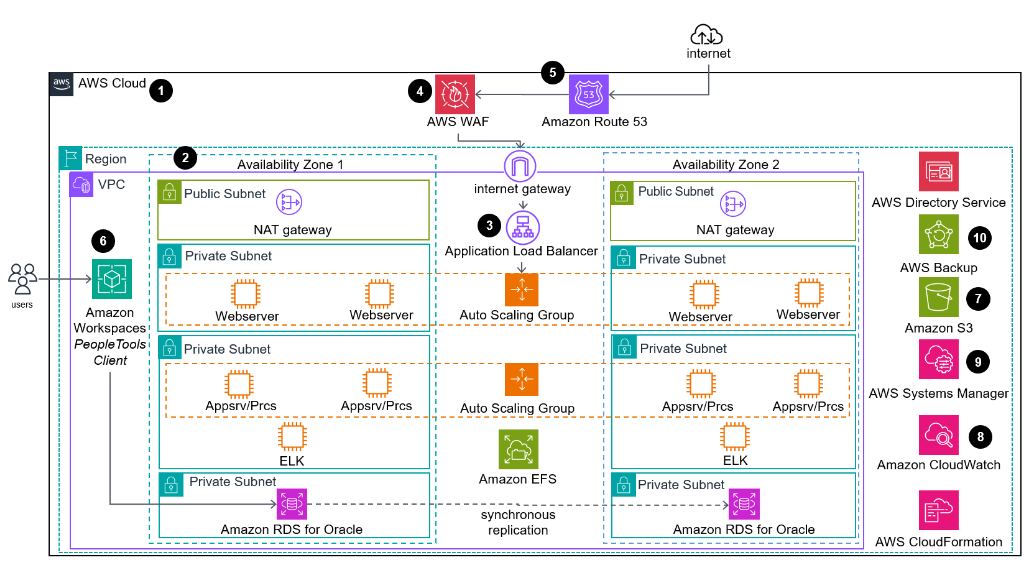 internet
aws
AWS Cloud
1
4
5
53
AWS WAF
Amazon Route 53
Region
2
Availability Zone 1
Availability Zone 2
VPC
internet gateway
AWS Directory Service
Public Subnet
NAT gateway
Public Subnet
NAT gateway
3
Application Load Balancer
10
AWS Backup
6
users
Amazon
Workspaces
PeopleTools
Client
Private Subnet
Webserver
Webserver
Auto Scaling Group
Private Subnet
Webserver
Webserver
7
Amazon S3
Private Subnet
Appsrv/Prcs
Appsrv/Prcs
Auto Scaling Group
Private Subnet
Appsrv/Prcs
Appsrv/Prcs
9
AWS Systems Manager
ELK
Amazon EFS
ELK
8
Amazon CloudWatch
Private Subnet
Amazon RDS for Oracle
synchronous
replication
Private Subnet
Amazon RDS for Oracle
AWS CloudFormation